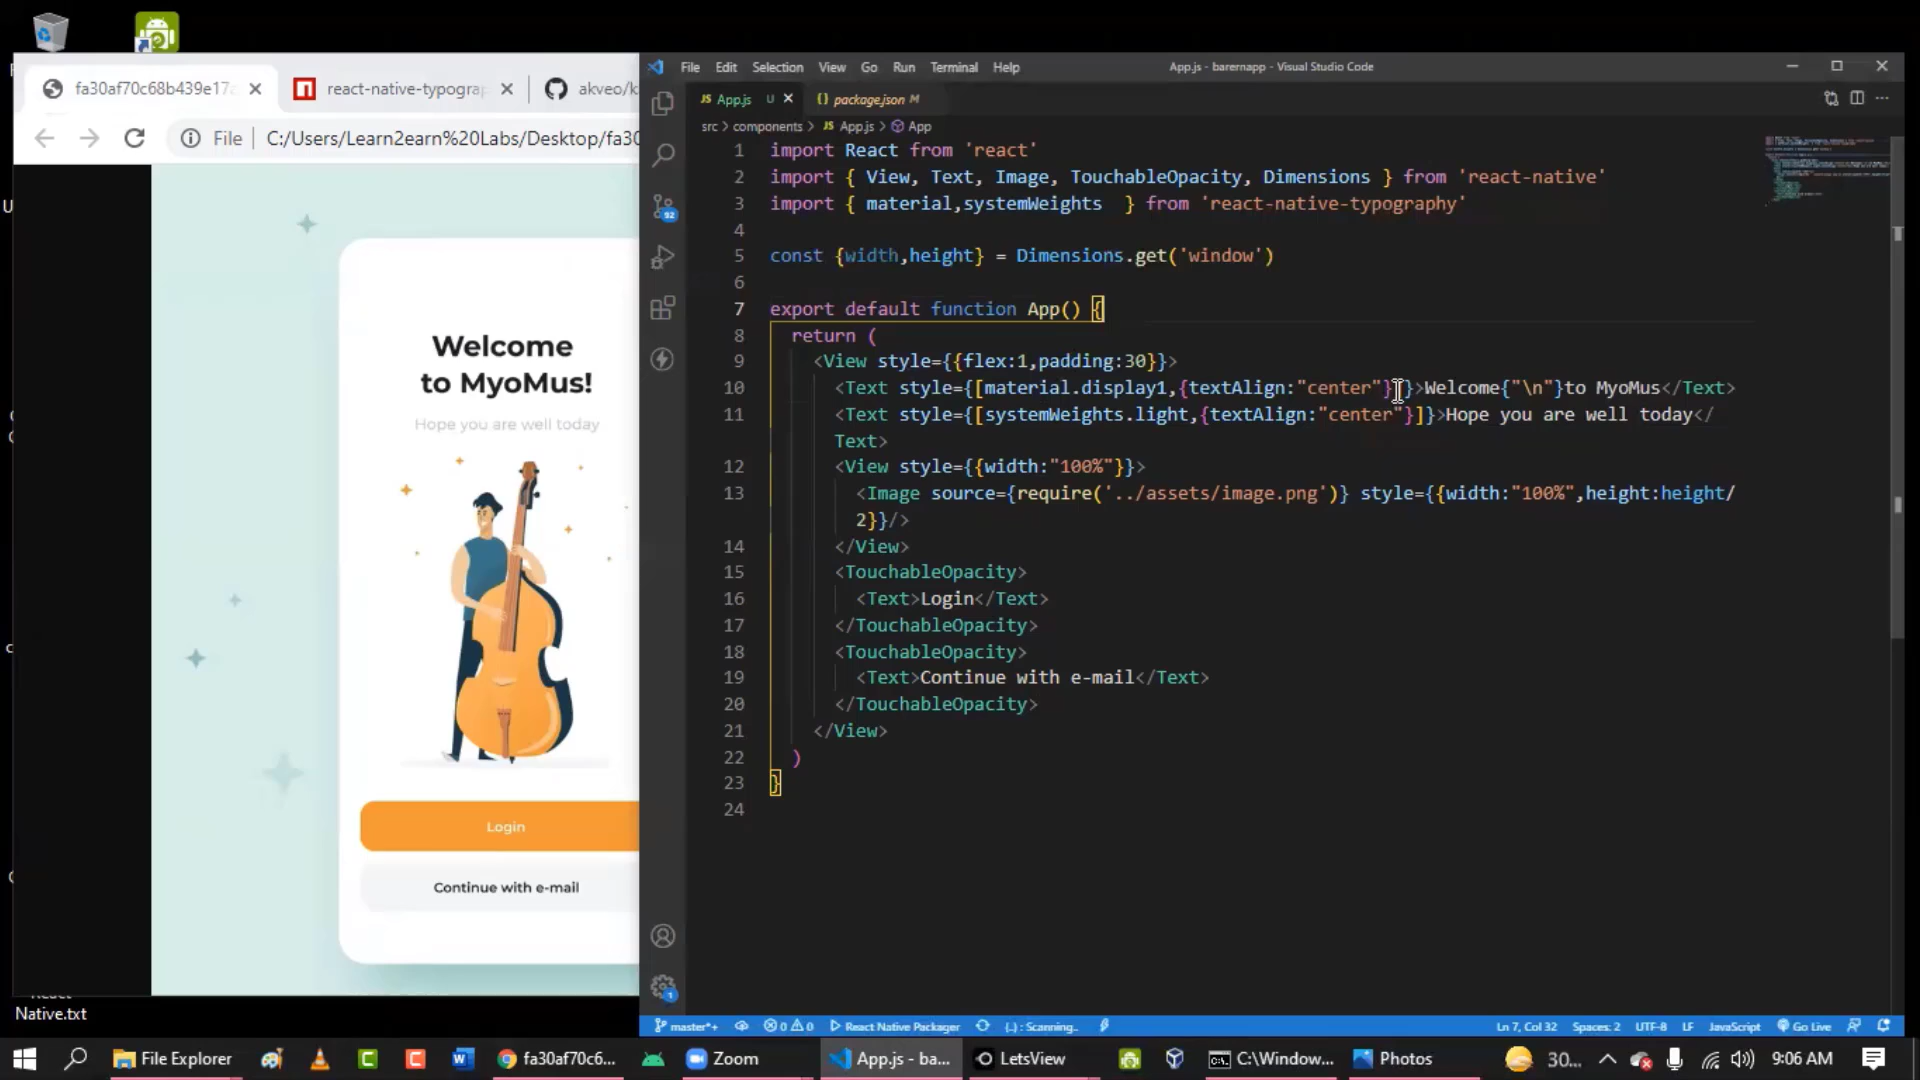 fa30af70c68b439e17a
react-native-typogra
akveo/k
File
C:/Users/Learn2earn%20Labs/Desktop/fa30
Welcome
to MyoMus!
Hope you are well today
Login
Continue with e-mail
Native.txt
File Edit Selection View Go Run Terminal Help
App.js - barernapp - Visual Studio Code
JS App.js U
{} package.json M
src > components > JS App.js > App
92
1 import React from 'react'
2 import { View, Text, Image, TouchableOpacity, Dimensions } from 'react-native'
3 import { material,systemWeights  } from 'react-native-typography'
4
5 const {width,height} = Dimensions.get('window')
6
7 export default function App() {
8 return (
9 <View style={{flex:1,padding:30}}>
10 <Text style={[material.display1,{textAlign:"center"}]}>Welcome{"\n"}to MyoMus</Text>
11 <Text style={[systemWeights.light,{textAlign:"center"}]}>Hope you are well today</
Text>
12 <View style={{width:"100%"}}>
13 <Image source={require('../assets/image.png')} style={{width:"100%",height:height/
2}}/>
14 </View>
15 <TouchableOpacity>
16 <Text>Login</Text>
17 </TouchableOpacity>
18 <TouchableOpacity>
19 <Text>Continue with e-mail</Text>
20 </TouchableOpacity>
21 </View>
22 )
23 }
24
1
master*+
0 0
React Native Packager
{..} : Scanning..
Ln 7, Col 32
Spaces: 2
UTF-8
LF
JavaScript
Go Live
File Explorer
fa30af70c6...
Zoom
App.js - ba...
LetsView
C:\Window...
Photos
30...
9:06 AM